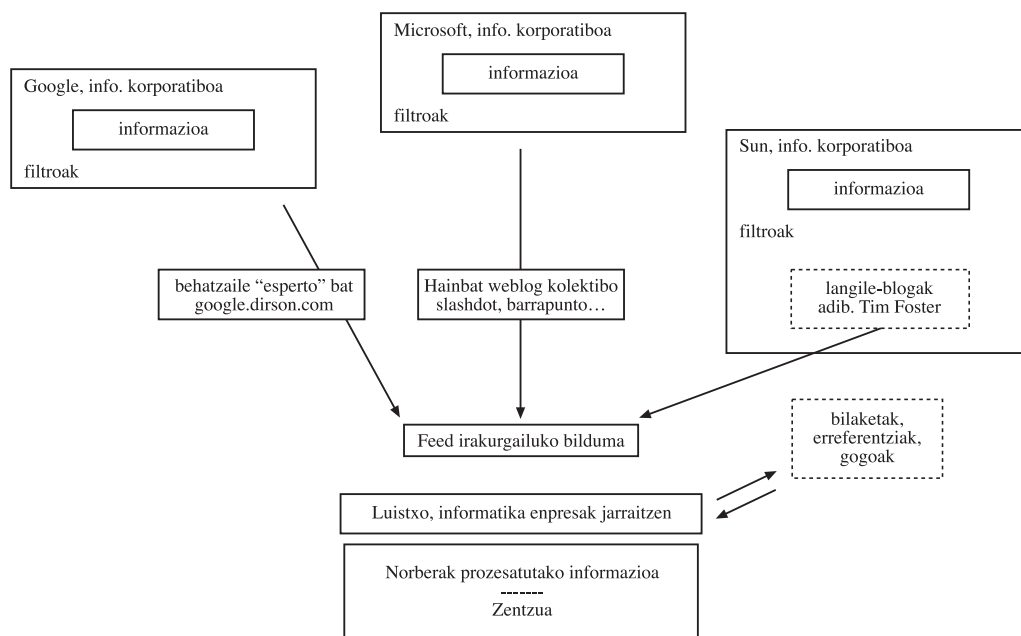 Microsoft, info. korporatiboa
informazioa
filtroak
Google, info. korporatiboa
informazioa
filtroak
Sun, info. korporatiboa
informazioa
filtroak
langile-blogak
adib. Tim Foster
behatzaile “esperto” bat
google.dirson.com
Hainbat weblog kolektibo
slashdot, barrapunto…
Feed irakurgailuko bilduma
bilaketak,
erreferentziak,
gogoak
Luistxo, informatika enpresak jarraitzen
Norberak prozesatutako informazioa
-------
Zentzua